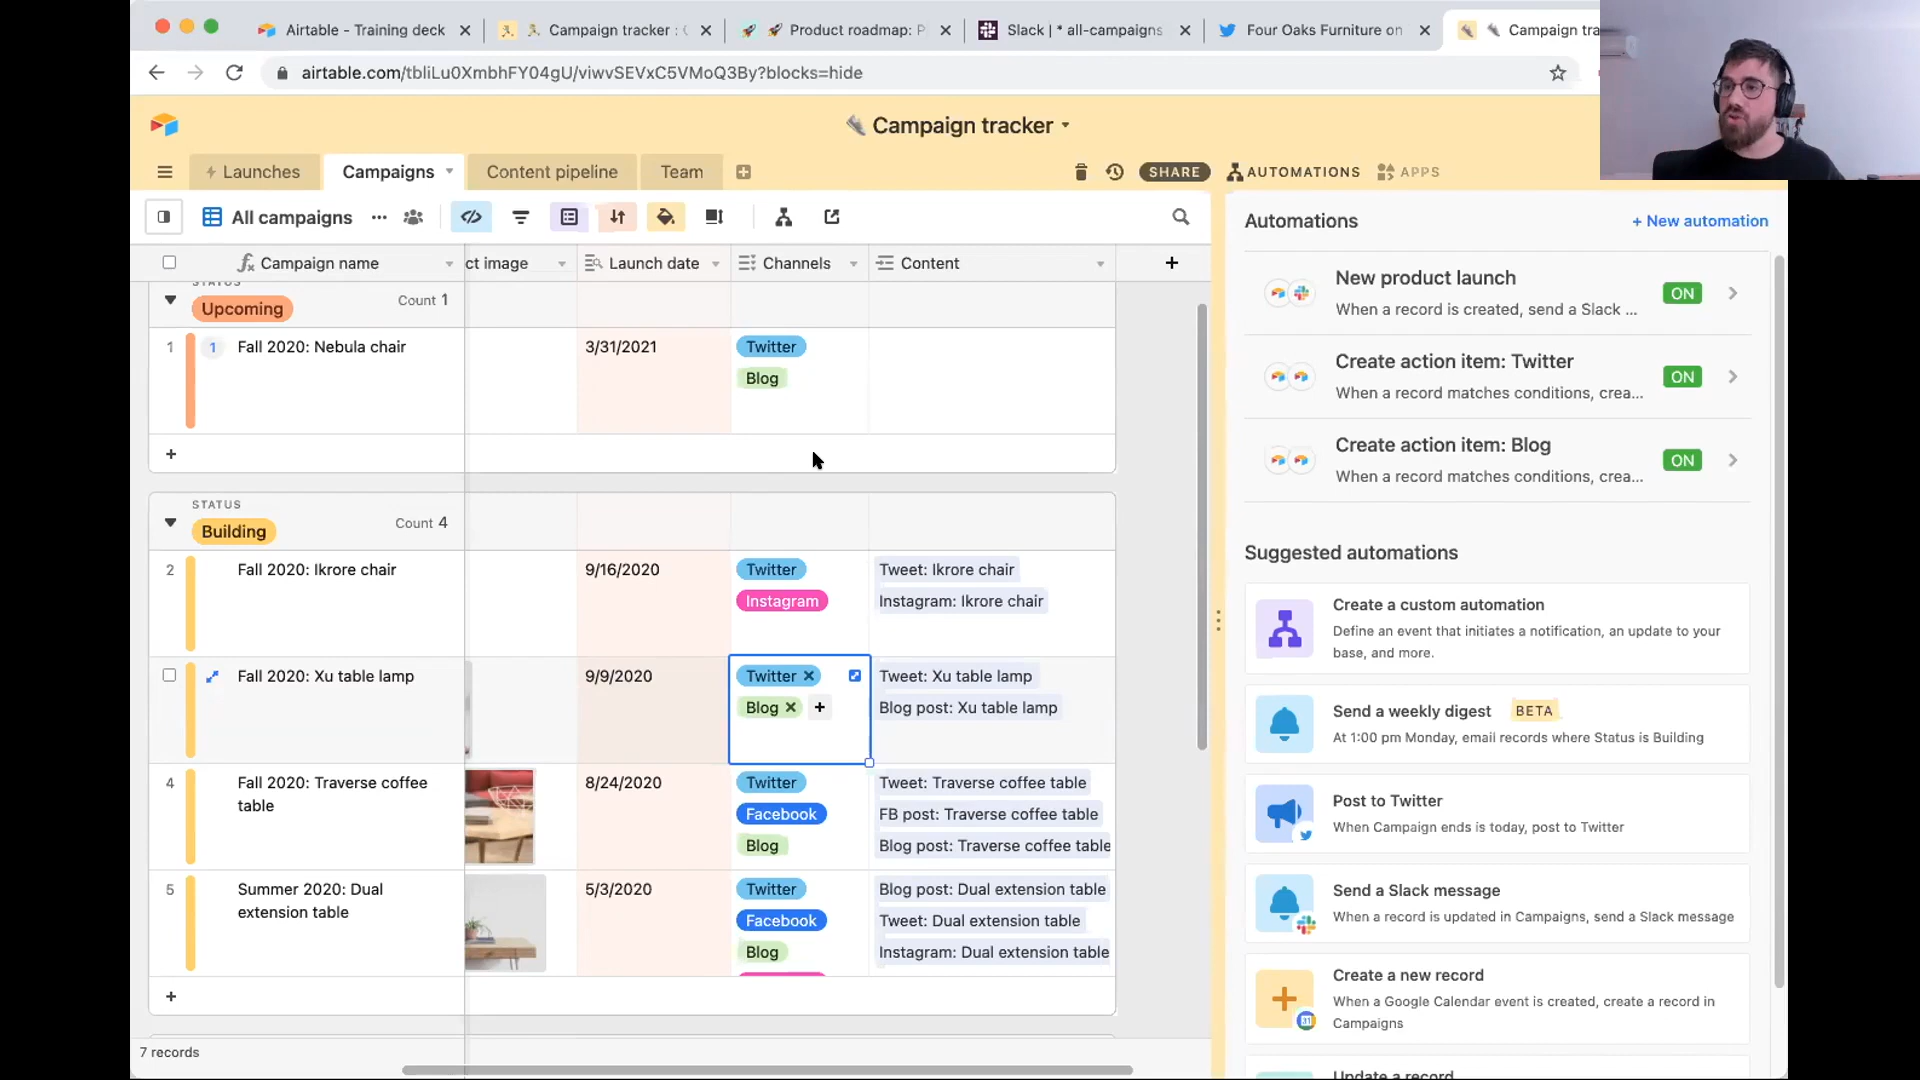 Airtable - Training deck
Campaign tracker : (
Product roadmap: P
Slack | * all-campaigns
Four Oaks Furniture on
Campaign tra
airtable.com/tbliLu0XmbhFY04gU/viwvSEVxC5VMoQ3By?blocks=hide
Campaign tracker
Launches
Campaigns
Content pipeline
Team
SHARE
AUTOMATIONS
APPS
All campaigns
Campaign name
ct image
Launch date
Channels
Content
STATUS
Upcoming
Count 1
1
1
Fall 2020: Nebula chair
3/31/2021
Twitter
Blog
STATUS
Building
Count 4
2
Fall 2020: Ikrore chair
9/16/2020
Twitter
Instagram
Tweet: Ikrore chair
Instagram: Ikrore chair
Fall 2020: Xu table lamp
9/9/2020
Twitter
Blog
Tweet: Xu table lamp
Blog post: Xu table lamp
4
Fall 2020: Traverse coffee
table
8/24/2020
Twitter
Facebook
Blog
Tweet: Traverse coffee table
FB post: Traverse coffee table
Blog post: Traverse coffee table
5
Summer 2020: Dual
extension table
5/3/2020
Twitter
Facebook
Blog
Blog post: Dual extension table
Tweet: Dual extension table
Instagram: Dual extension table
7 records
Automations
+ New automation
New product launch
When a record is created, send a Slack ...
ON
Create action item: Twitter
When a record matches conditions, crea...
ON
Create action item: Blog
When a record matches conditions, crea...
ON
Suggested automations
Create a custom automation
Define an event that initiates a notification, an update to your
base, and more.
Send a weekly digest
BETA
At 1:00 pm Monday, email records where Status is Building
Post to Twitter
When Campaign ends is today, post to Twitter
Send a Slack message
When a record is updated in Campaigns, send a Slack message
Create a new record
When a Google Calendar event is created, create a record in
Campaigns
31
Update a record